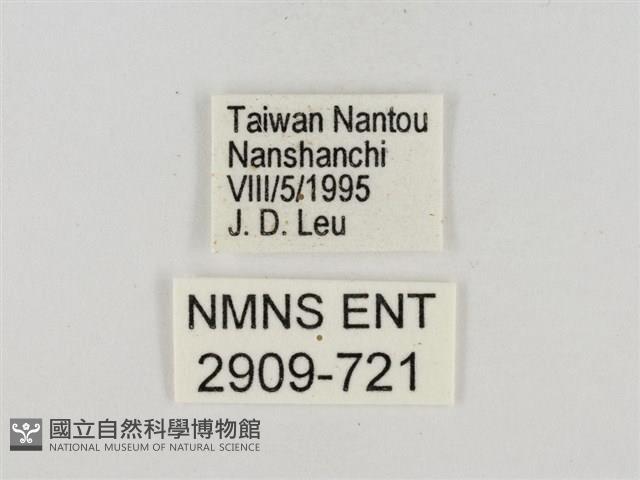 Taiwan Nantou
Nanshanchi
VIII/5/1995
J. D. Leu
NMNS ENT
2909-721
國立自然科學博物館
NATIONAL MUSEUM OF NATURAL SCIENCE